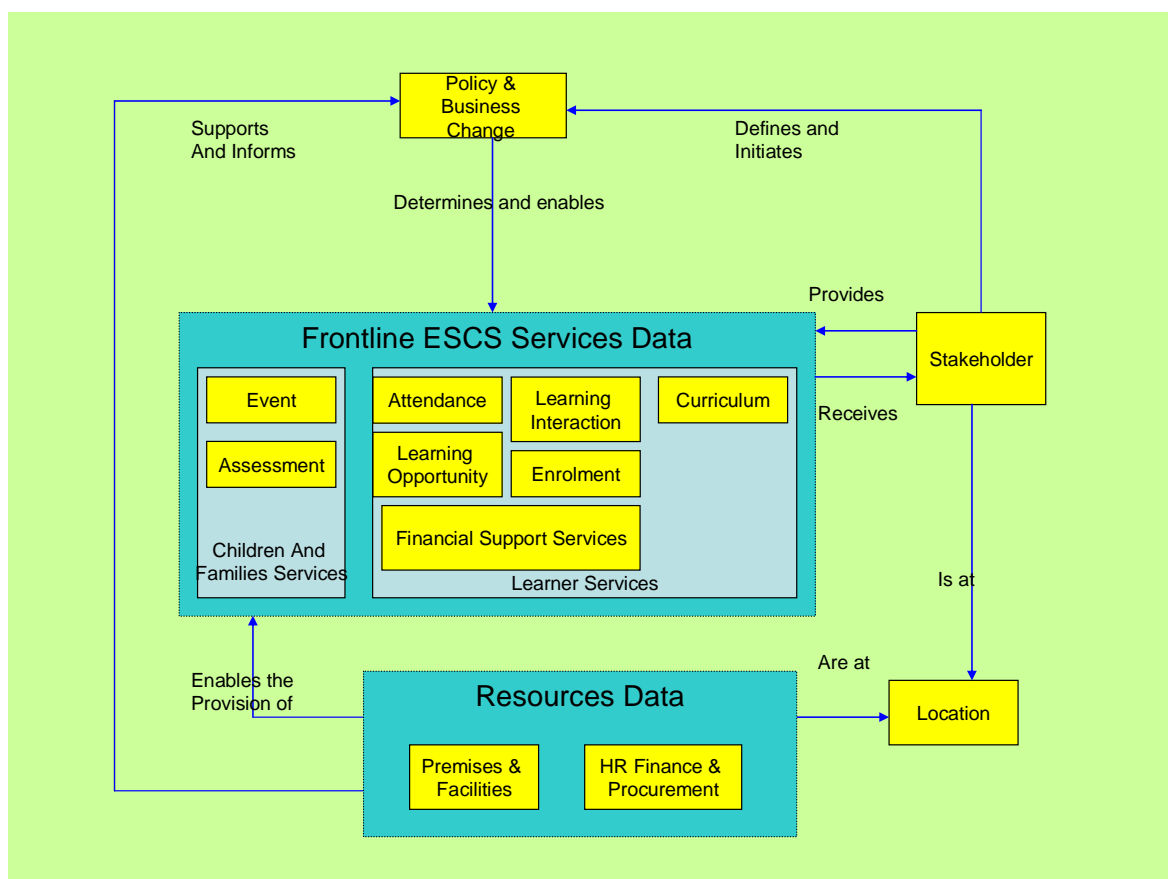 Policy &
Business
Change
Supports
And Informs
Defines and
Initiates
Determines and enables
Provides
Frontline ESCS Services Data
Stakeholder
Receives
Event
Attendance
Learning
Interaction
Curriculum
Assessment
Learning
Opportunity
Enrolment
Financial Support Services
Children And
Families Services
Learner Services
Is at
Enables the
Provision of
Are at
Resources Data
Location
Premises &
Facilities
HR Finance &
Procurement